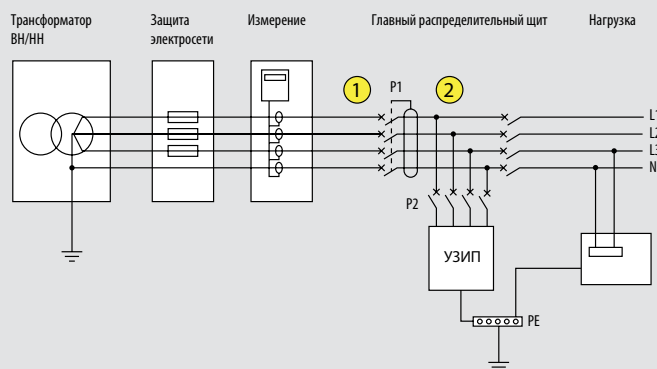 Трансформатор
ВН/НН
Защита
электросети
Измерение
Главный распределительный щит
Нагрузка
1
P1
2
L1
L2
L3
N
P2
УЗИП
PE